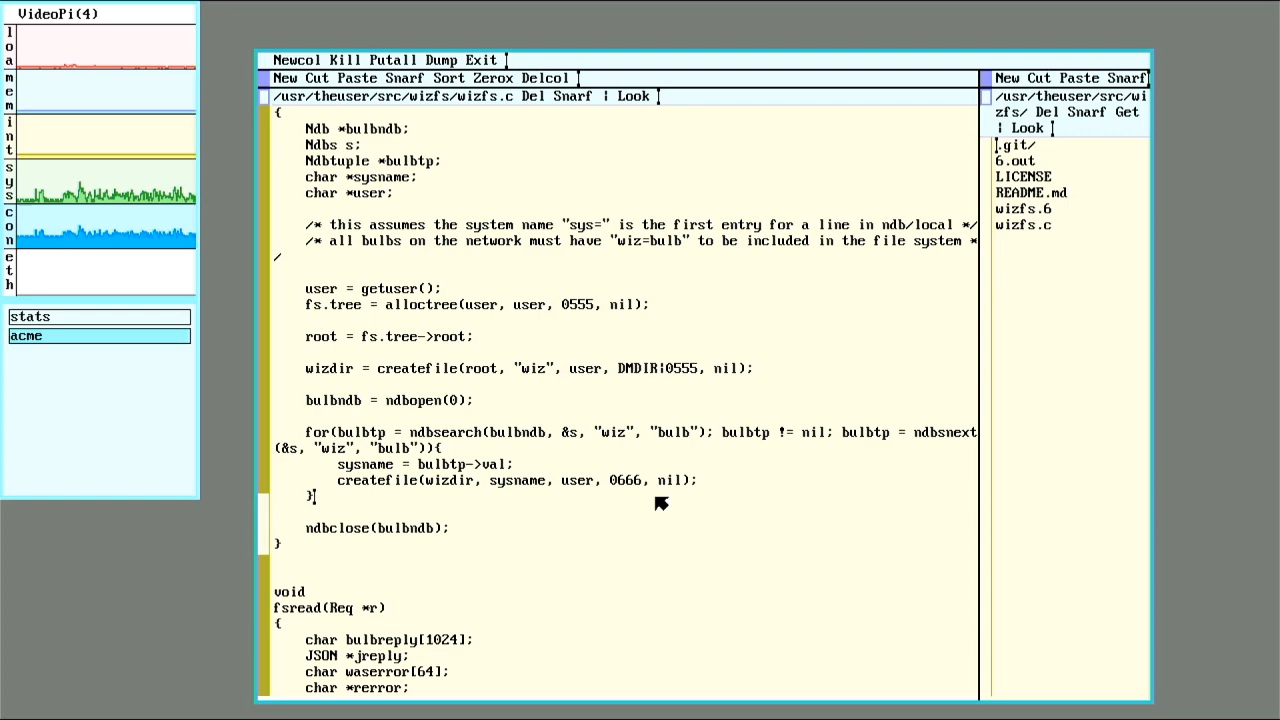 VideoPi(4)
loa
mem
int
sys
con
eth
stats
acme
Newcol Kill Putall Dump Exit
New Cut Paste Snarf Sort Zerox Delcol
/usr/theuser/src/wizfs/wizfs.c Del Snarf | Look
{
    Ndb *bulbndb;
    Ndbs s;
    Ndbtuple *bulbtp;
    char *sysname;
    char *user;
    /* this assumes the system name "sys=" is the first entry for a line in ndb/local */
    /* all bulbs on the network must have "wiz=bulb" to be included in the file system *
/
    user = getuser();
    fs.tree = alloctree(user, user, 0555, nil);
    root = fs.tree->root;
    wizdir = createfile(root, "wiz", user, DMDIR|0555, nil);
    bulbndb = ndbopen(0);
    for(bulbtp = ndbsearch(bulbndb, &s, "wiz", "bulb"); bulbtp != nil; bulbtp = ndbsnext
(&s, "wiz", "bulb")){
        sysname = bulbtp->val;
        createfile(wizdir, sysname, user, 0666, nil);
    }
    ndbclose(bulbndb);
}
void
fsread(Req *r)
{
    char bulbreply[1024];
    JSON *jreply;
    char waserror[64];
    char *rerror;
New Cut Paste Snarf
/usr/theuser/src/wi
zfs/ Del Snarf Get
| Look
.git/
6.out
LICENSE
README.md
wizfs.6
wizfs.c